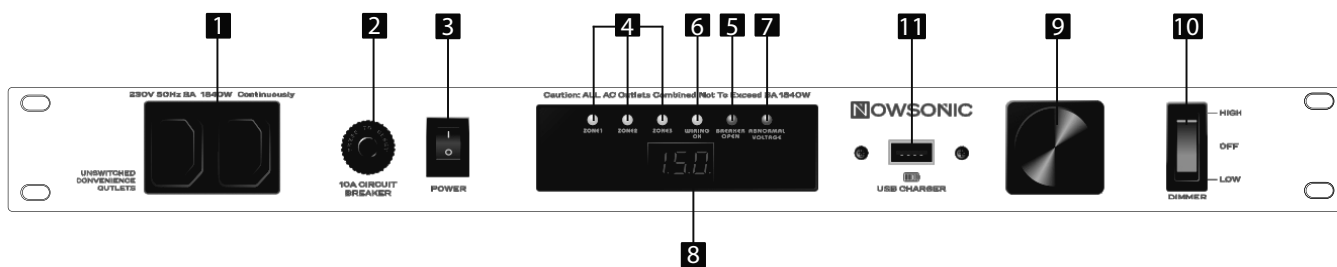 1 2 3 4 6 5 7 11 9 10
230V 50Hz 8A 1840W Continuously
Caution: ALL AC Outlets Combined Not To Exceed 8A 1840W
NOWSONIC
ZONE1 ZONE2 ZONE3 WIRING OK BREAKER OPEN ABNORMAL VOLTAGE
HIGH
OFF
LOW
UNSWITCHED
CONVENIENCE
OUTLETS
10A CIRCUIT
BREAKER
POWER
1.5.0.
USB CHARGER
DIMMER
8